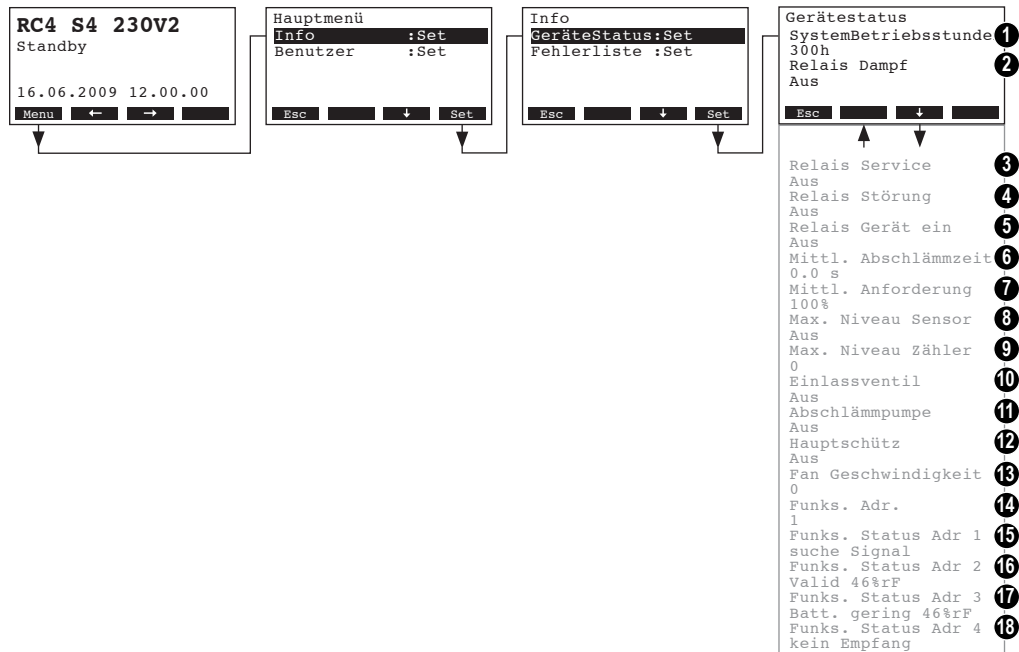 RC4 S4 230V2
Standby
16.06.2009 12.00.00
Menu ← →
Hauptmenü
Info :Set
Benutzer :Set
Esc ↓ Set
Info
GeräteStatus:Set
Fehlerliste :Set
Esc ↓ Set
Gerätestatus
SystemBetriebsstunde 1
300h
Relais Dampf 2
Aus
Esc ↓
Relais Service 3
Aus
Relais Störung 4
Aus
Relais Gerät ein 5
Aus
Mittl. Abschlämmzeit 6
0.0 s
Mittl. Anforderung 7
100%
Max. Niveau Sensor 8
Aus
Max. Niveau Zähler 9
0
Einlassventil 10
Aus
Abschlämmpumpe 11
Aus
Hauptschütz 12
Aus
Fan Geschwindigkeit 13
0
Funks. Adr. 14
1
Funks. Status Adr 1 15
suche Signal
Funks. Status Adr 2 16
Valid 46%rF
Funks. Status Adr 3 17
Batt. gering 46%rF
Funks. Status Adr 4 18
kein Empfang